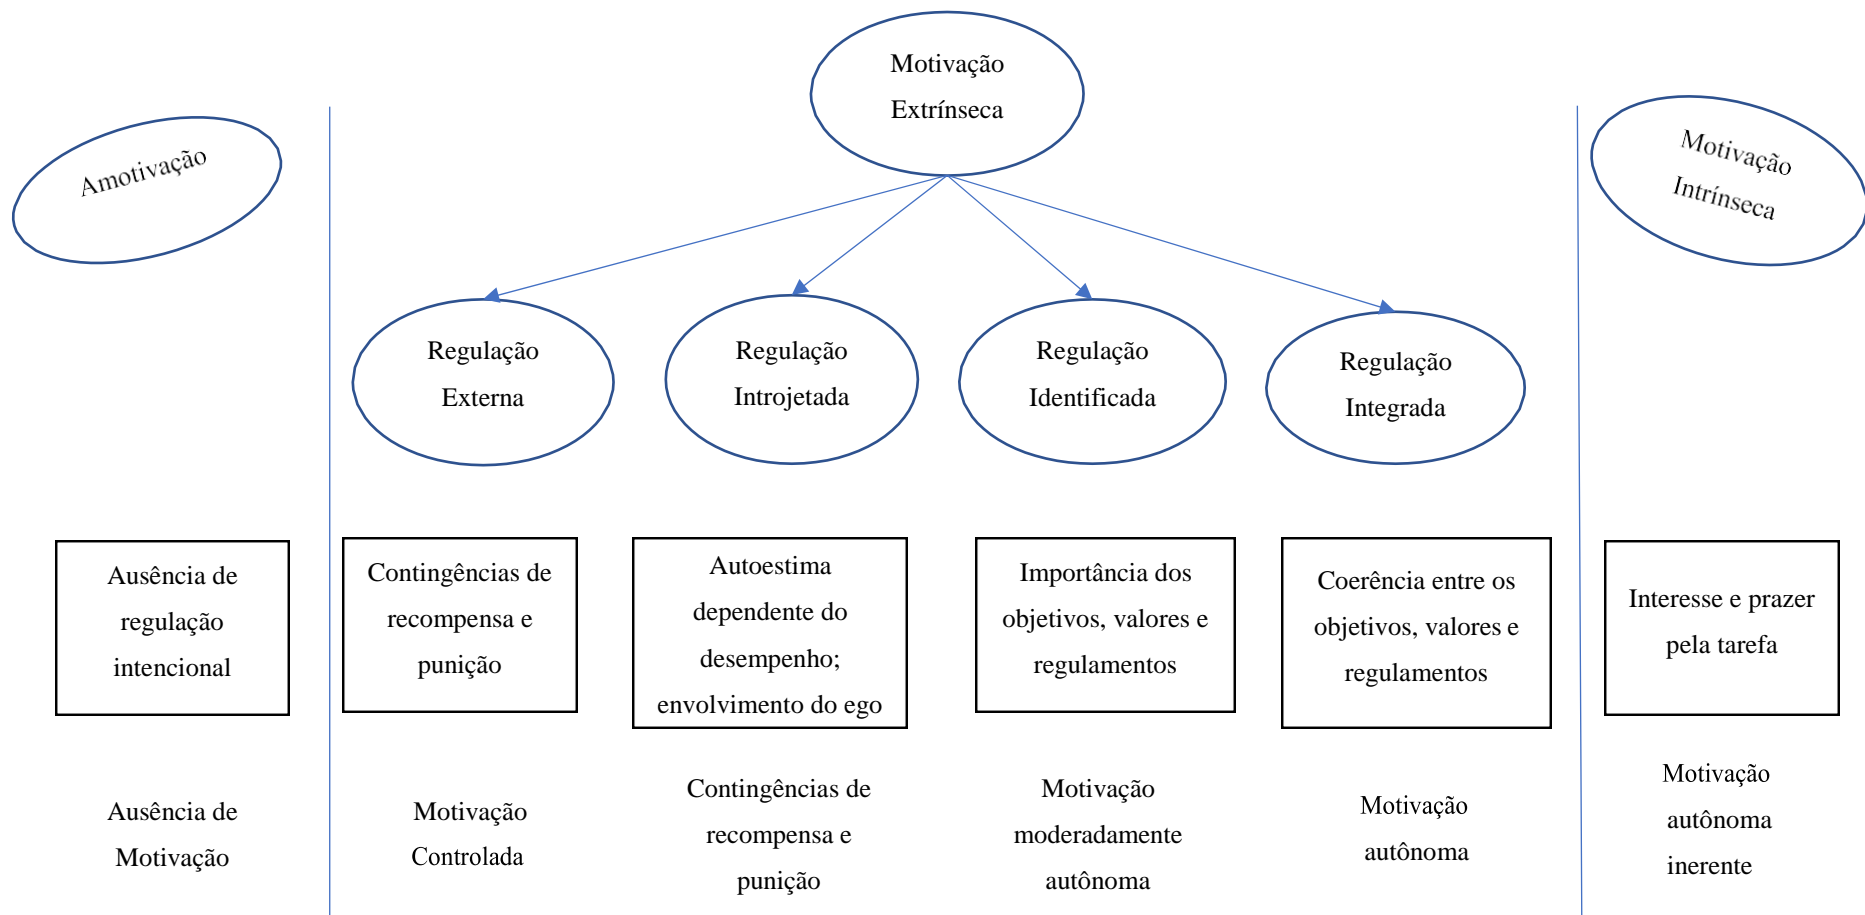 Motivação
Extrínseca
Amotivação
Motivação
Intrínseca
Regulação
Externa
Regulação
Introjetada
Regulação
Identificada
Regulação
Integrada
Ausência de
regulação
intencional
Contingências de
recompensa e
punição
Autoestima
dependente do
desempenho;
envolvimento do ego
Importância dos
objetivos, valores e
regulamentos
Coerência entre os
objetivos, valores e
regulamentos
Interesse e prazer
pela tarefa
Ausência de
Motivação
Motivação
Controlada
Contingências de
recompensa e
punição
Motivação
moderadamente
autônoma
Motivação
autônoma
Motivação
autônoma
inerente